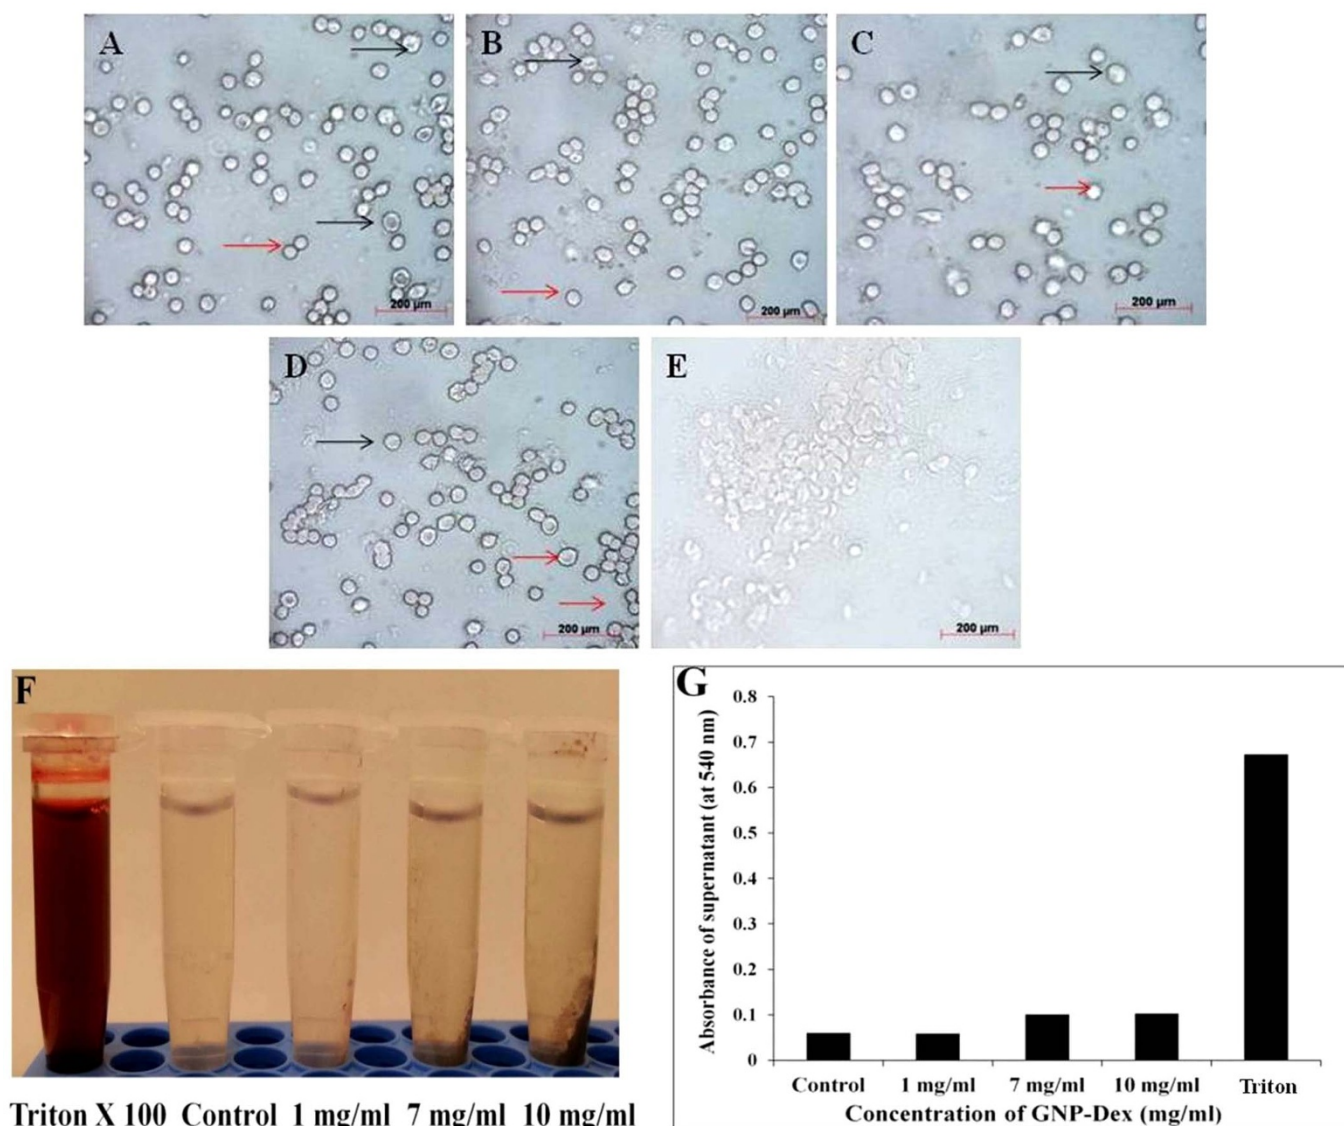 A
B
C
200 µm
200 µm
200 µm
D
E
200 µm
200 µm
F
Triton X 100 Control 1 mg/ml 7 mg/ml 10 mg/ml
G
Absorbance of supernatant (at 540 nm)
0.8
0.7
0.6
0.5
0.4
0.3
0.2
0.1
0
Control 1 mg/ml 7 mg/ml 10 mg/ml Triton
Concentration of GNP-Dex (mg/ml)